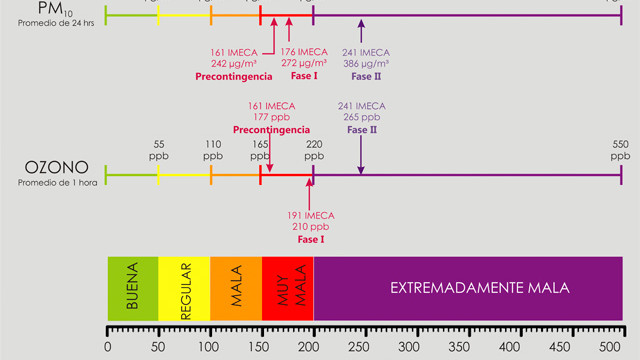 PM10
Promedio de 24 hrs
161 IMECA
242 µg/m³
Precontingencia
176 IMECA
272 µg/m³
Fase I
241 IMECA
386 µg/m³
Fase II
161 IMECA
177 ppb
Precontingencia
241 IMECA
265 ppb
Fase II
55
ppb
110
ppb
165
ppb
220
ppb
550
ppb
OZONO
Promedio de 1 hora
191 IMECA
210 ppb
Fase I
BUENA
REGULAR
MALA
MUY
MALA
EXTREMADAMENTE MALA
0 50 100 150 200 250 300 350 400 450 500